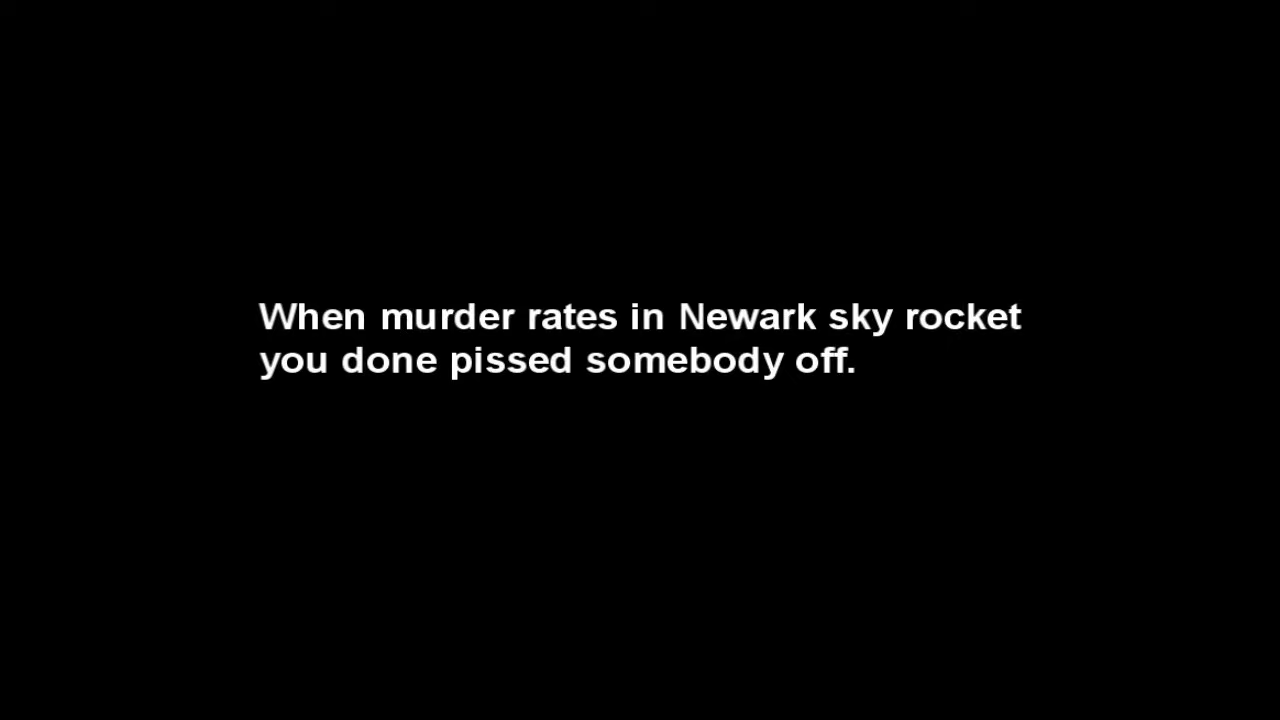 When murder rates in Newark sky rocket
you done pissed somebody off.